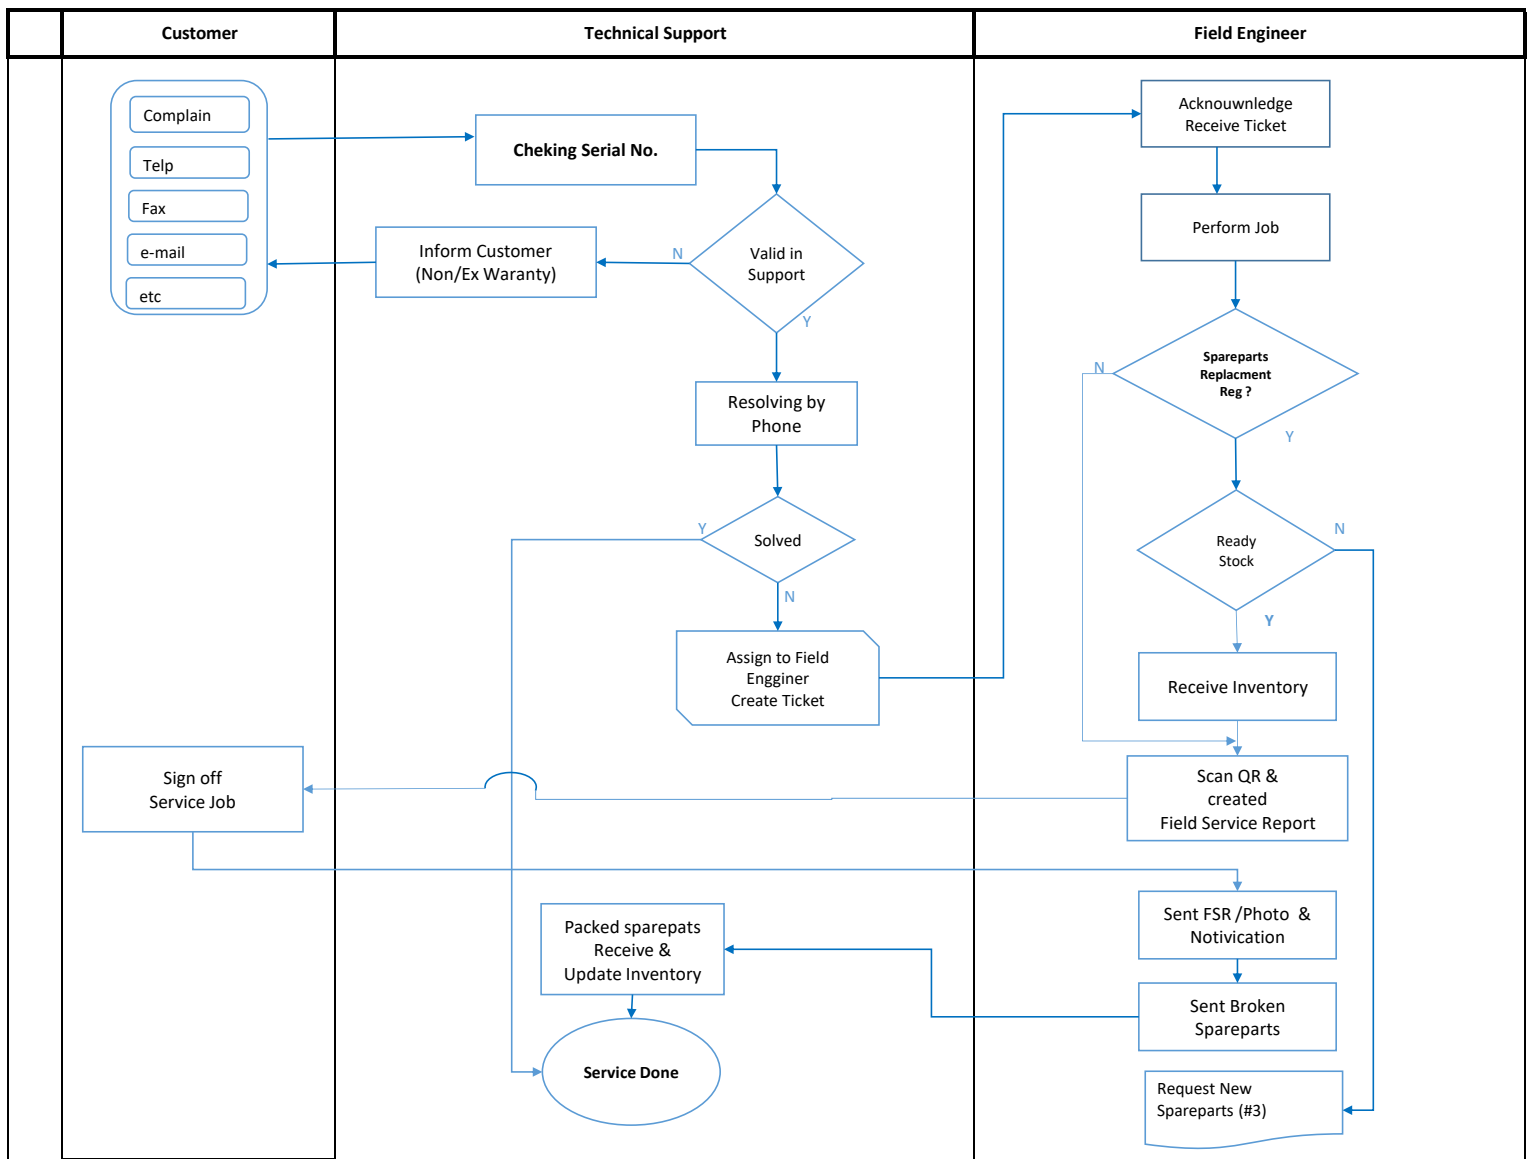 Customer
Technical Support
Field Engineer
Complain
Telp
Fax
e-mail
etc
Cheking Serial No.
Inform Customer
(Non/Ex Waranty)
N
Valid in
Support
Y
Resolving by
Phone
Y
Solved
N
Assign to Field
Engginer
Create Ticket
Acknouwnledge
Receive Ticket
Perform Job
N
Spareparts
Replacment
Reg ?
Y
Ready
Stock
N
Y
Receive Inventory
Scan QR &
created
Field Service Report
Sign off
Service Job
Sent FSR /Photo &
Notivication
Sent Broken
Spareparts
Packed sparepats
Receive &
Update Inventory
Service Done
Request New
Spareparts (#3)